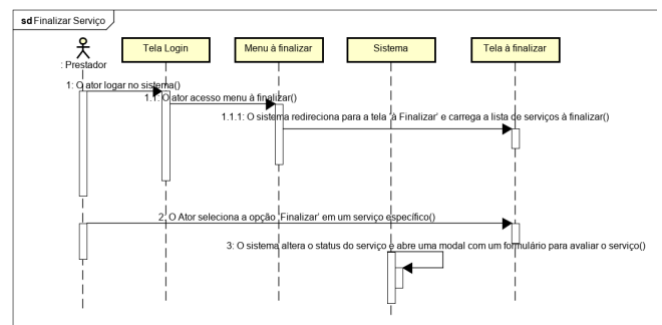 sd Finalizar Serviço
: Prestador
Tela Login
Menu à finalizar
Sistema
Tela à finalizar
1: O ator logar no sistema()
1.1: O ator acesso menu à finalizar()
1.1.1: O sistema redireciona para a tela 'à Finalizar' e carrega a lista de serviços à finalizar()
2: O Ator seleciona a opção 'Finalizar' em um serviço específico()
3: O sistema altera o status do serviço e abre uma modal com um formulário para avaliar o serviço()